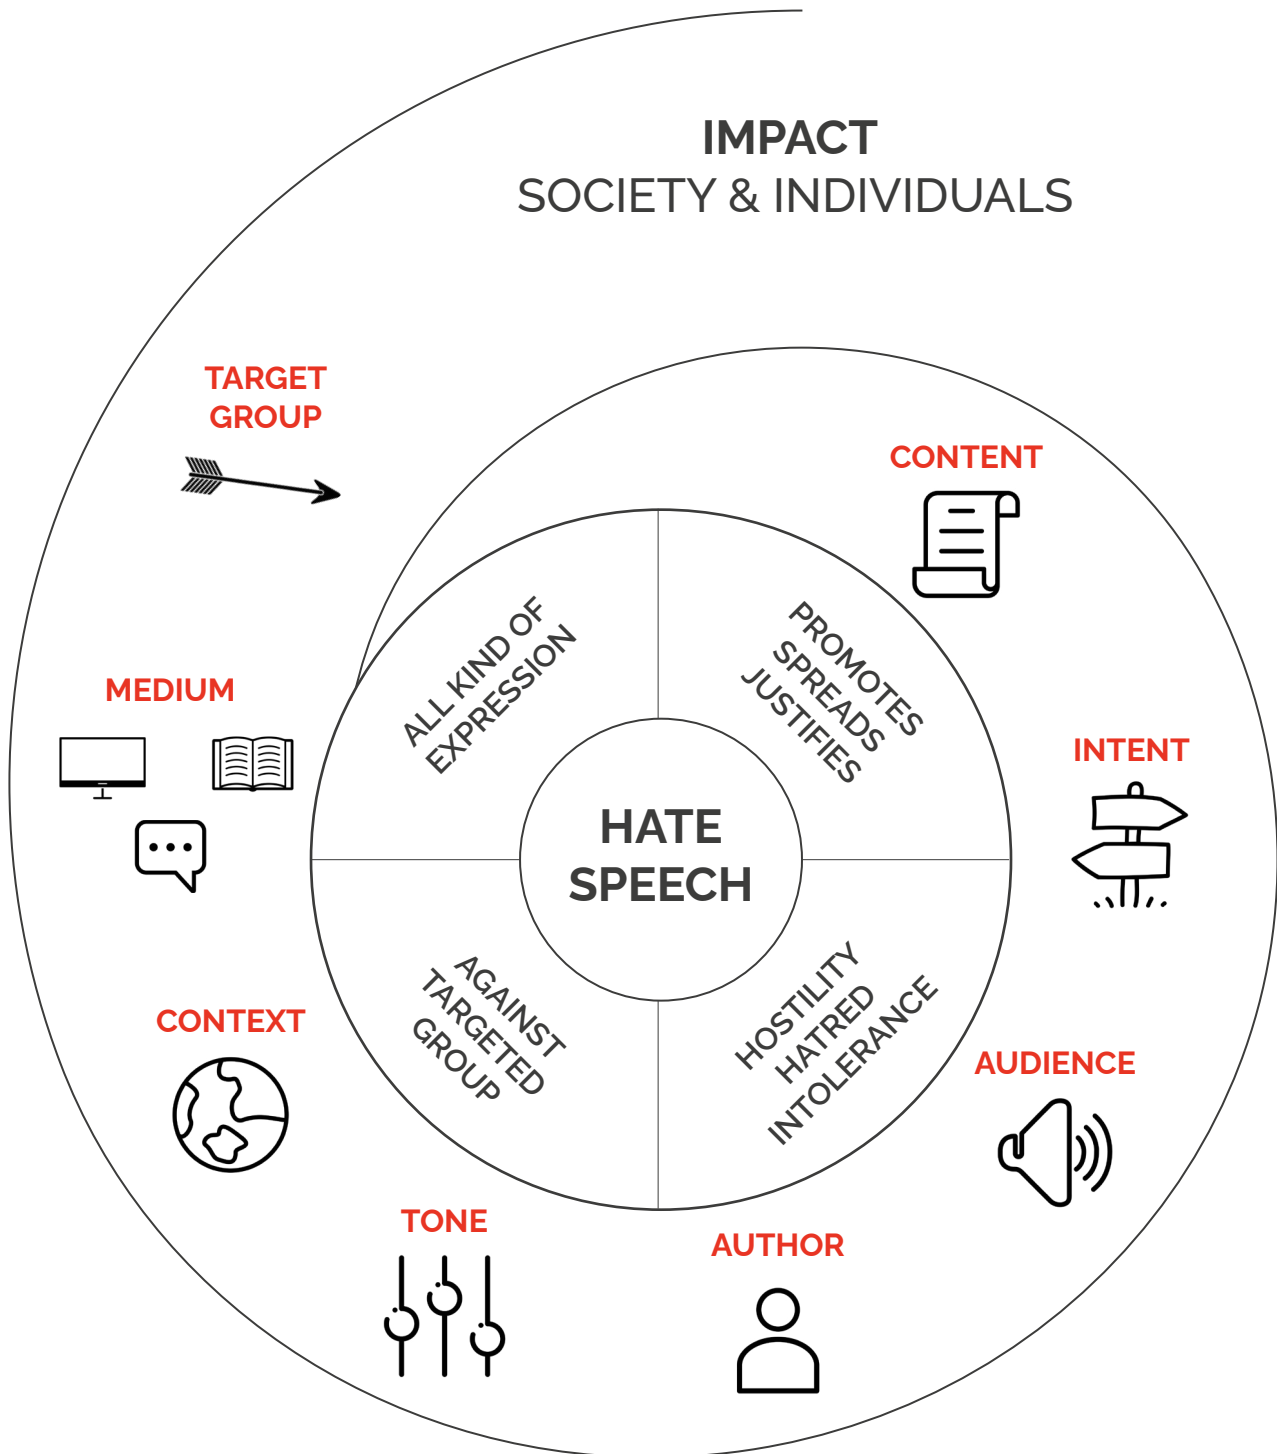 IMPACT
SOCIETY & INDIVIDUALS
TARGET
GROUP
CONTENT
ALL KIND OF
EXPRESSION
PROMOTES
SPREADS
JUSTIFIES
MEDIUM
INTENT
HATE
SPEECH
AGAINST
TARGETED
GROUP
HOSTILITY
HATRED
INTOLERANCE
CONTEXT
AUDIENCE
TONE
AUTHOR